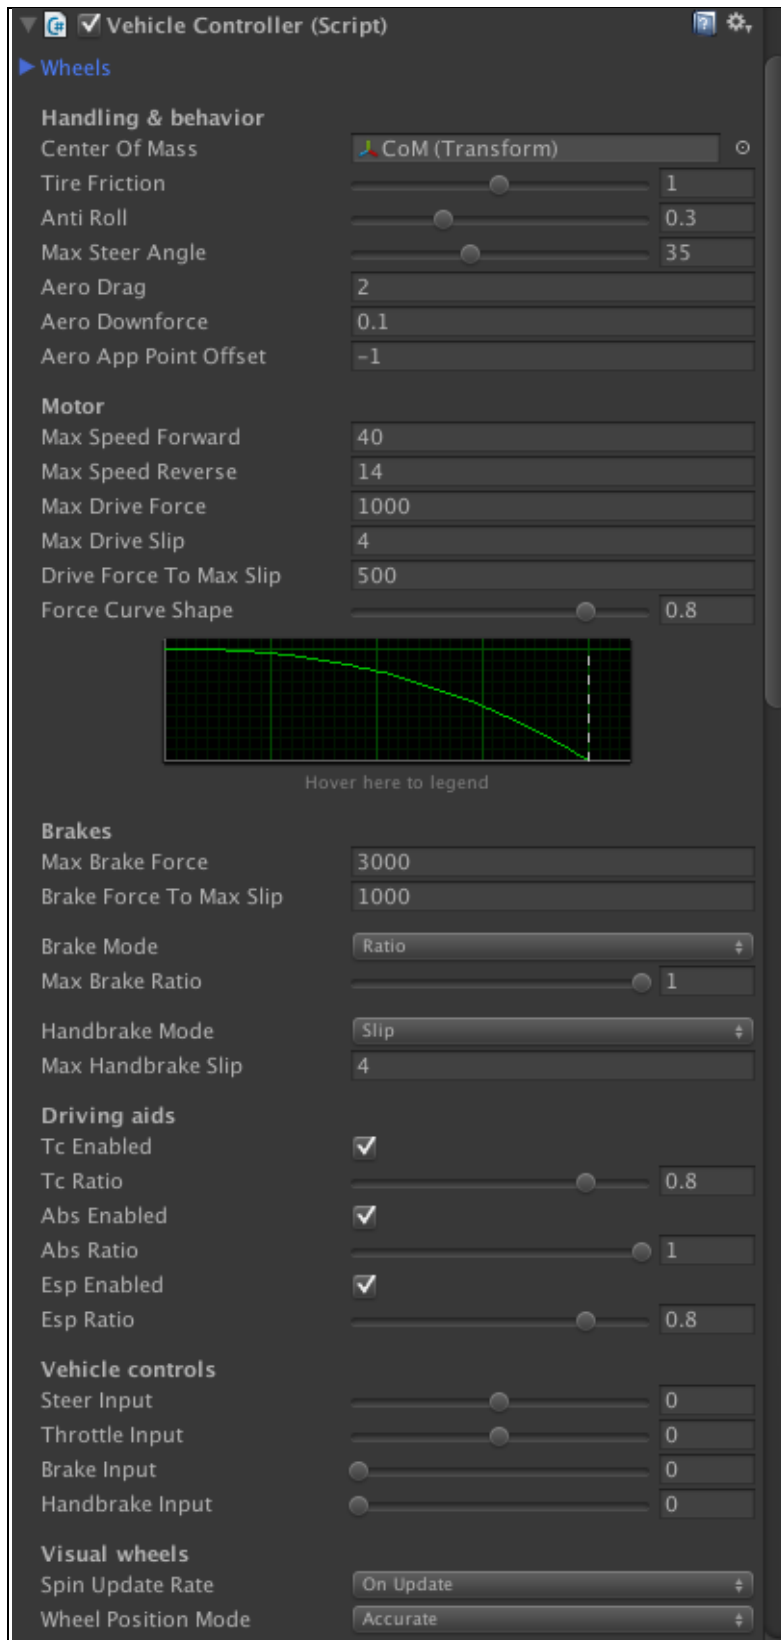 Vehicle Controller (Script)
Wheels
Handling & behavior
Center Of Mass CoM (Transform)
Tire Friction 1
Anti Roll 0.3
Max Steer Angle 35
Aero Drag 2
Aero Downforce 0.1
Aero App Point Offset -1
Motor
Max Speed Forward 40
Max Speed Reverse 14
Max Drive Force 1000
Max Drive Slip 4
Drive Force To Max Slip 500
Force Curve Shape 0.8
Hover here to legend
Brakes
Max Brake Force 3000
Brake Force To Max Slip 1000
Brake Mode Ratio
Max Brake Ratio 1
Handbrake Mode Slip
Max Handbrake Slip 4
Driving aids
Tc Enabled
Tc Ratio 0.8
Abs Enabled
Abs Ratio 1
Esp Enabled
Esp Ratio 0.8
Vehicle controls
Steer Input 0
Throttle Input 0
Brake Input 0
Handbrake Input 0
Visual wheels
Spin Update Rate On Update
Wheel Position Mode Accurate